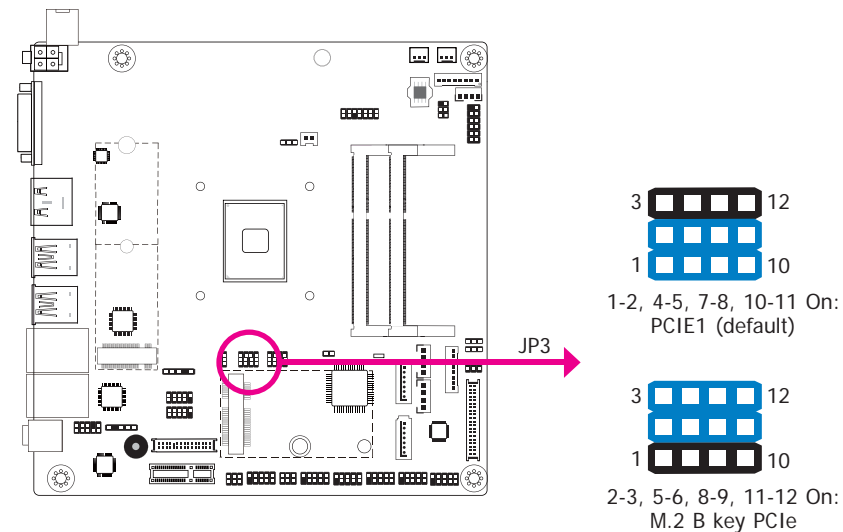 JP3
3 12
1 10
1-2, 4-5, 7-8, 10-11 On:
PCIE1 (default)
3 12
1 10
2-3, 5-6, 8-9, 11-12 On:
M.2 B key PCIe